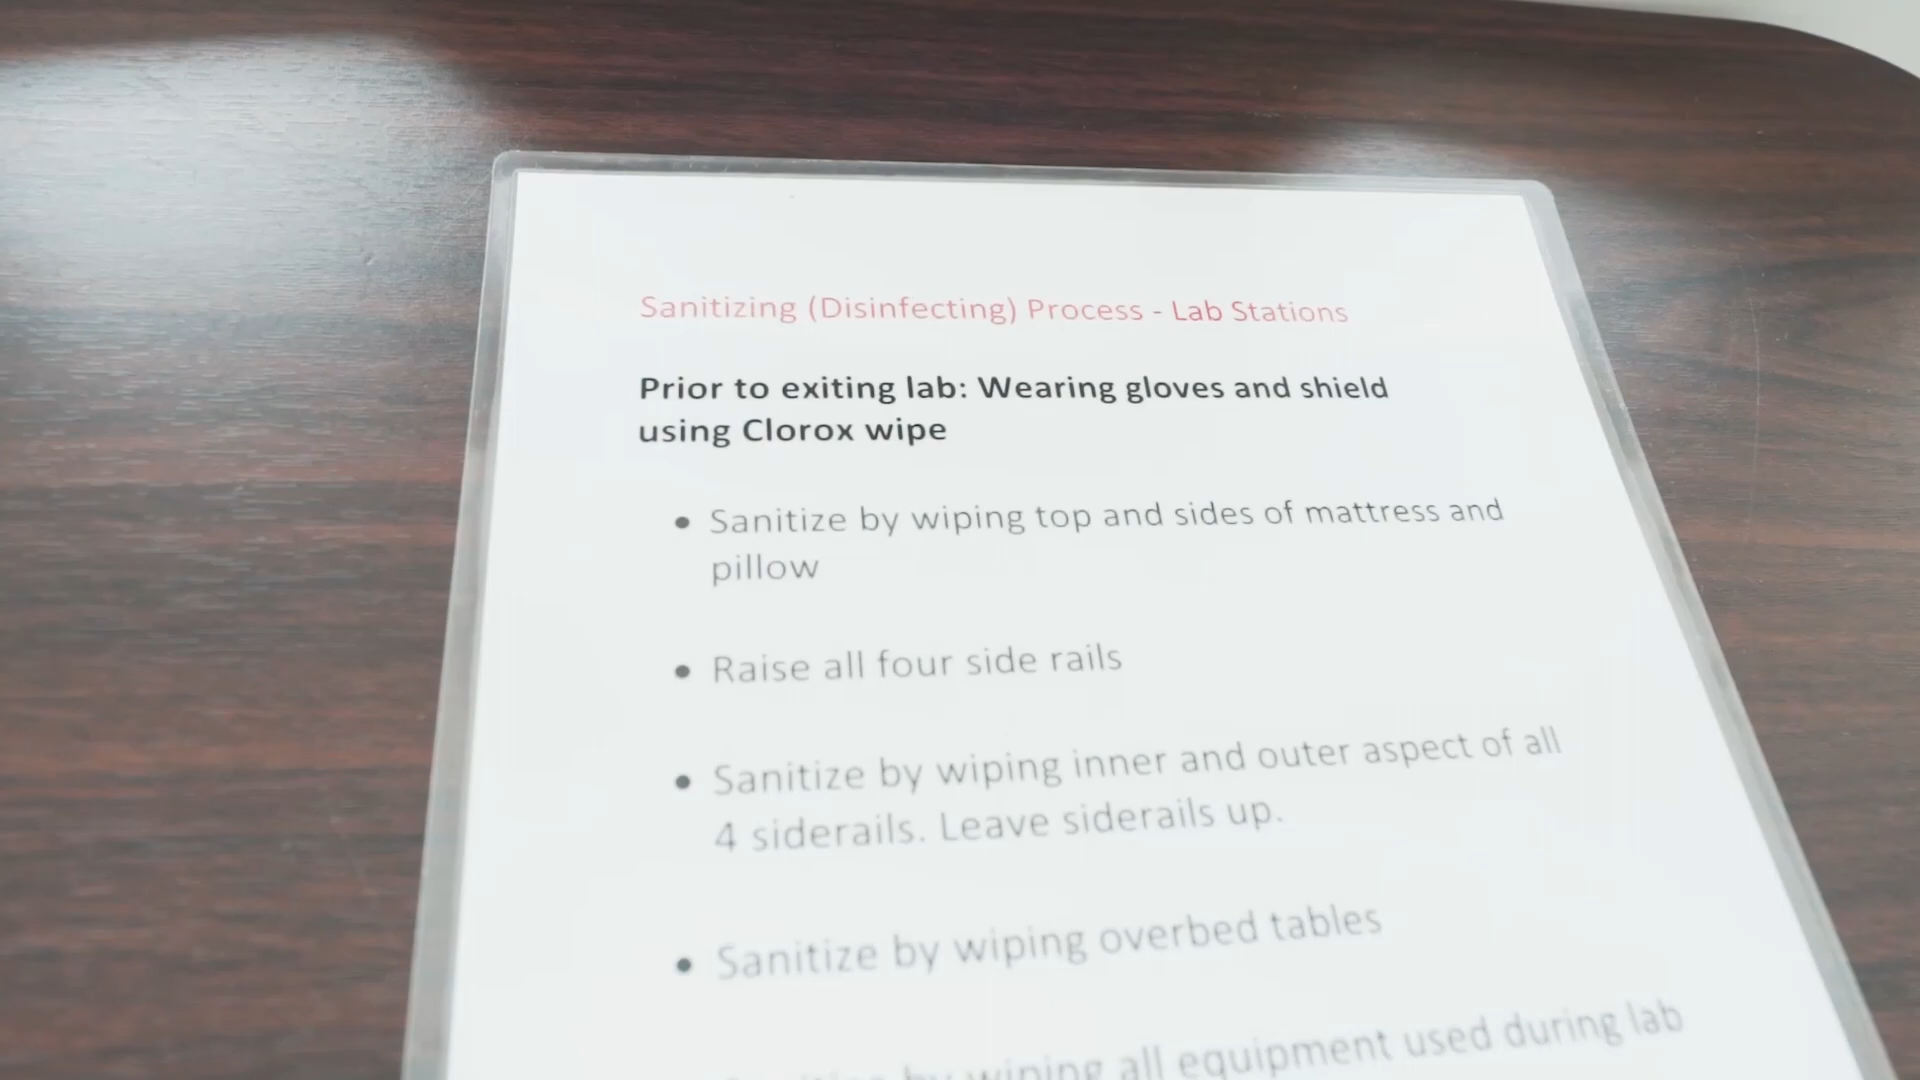 Sanitizing (Disinfecting) Process - Lab Stations
Prior to exiting lab: Wearing gloves and shield
using Clorox wipe
• Sanitize by wiping top and sides of mattress and
pillow
• Raise all four side rails
• Sanitize by wiping inner and outer aspect of all
4 siderails. Leave siderails up.
• Sanitize by wiping overbed tables
by wiping all equipment used during lab